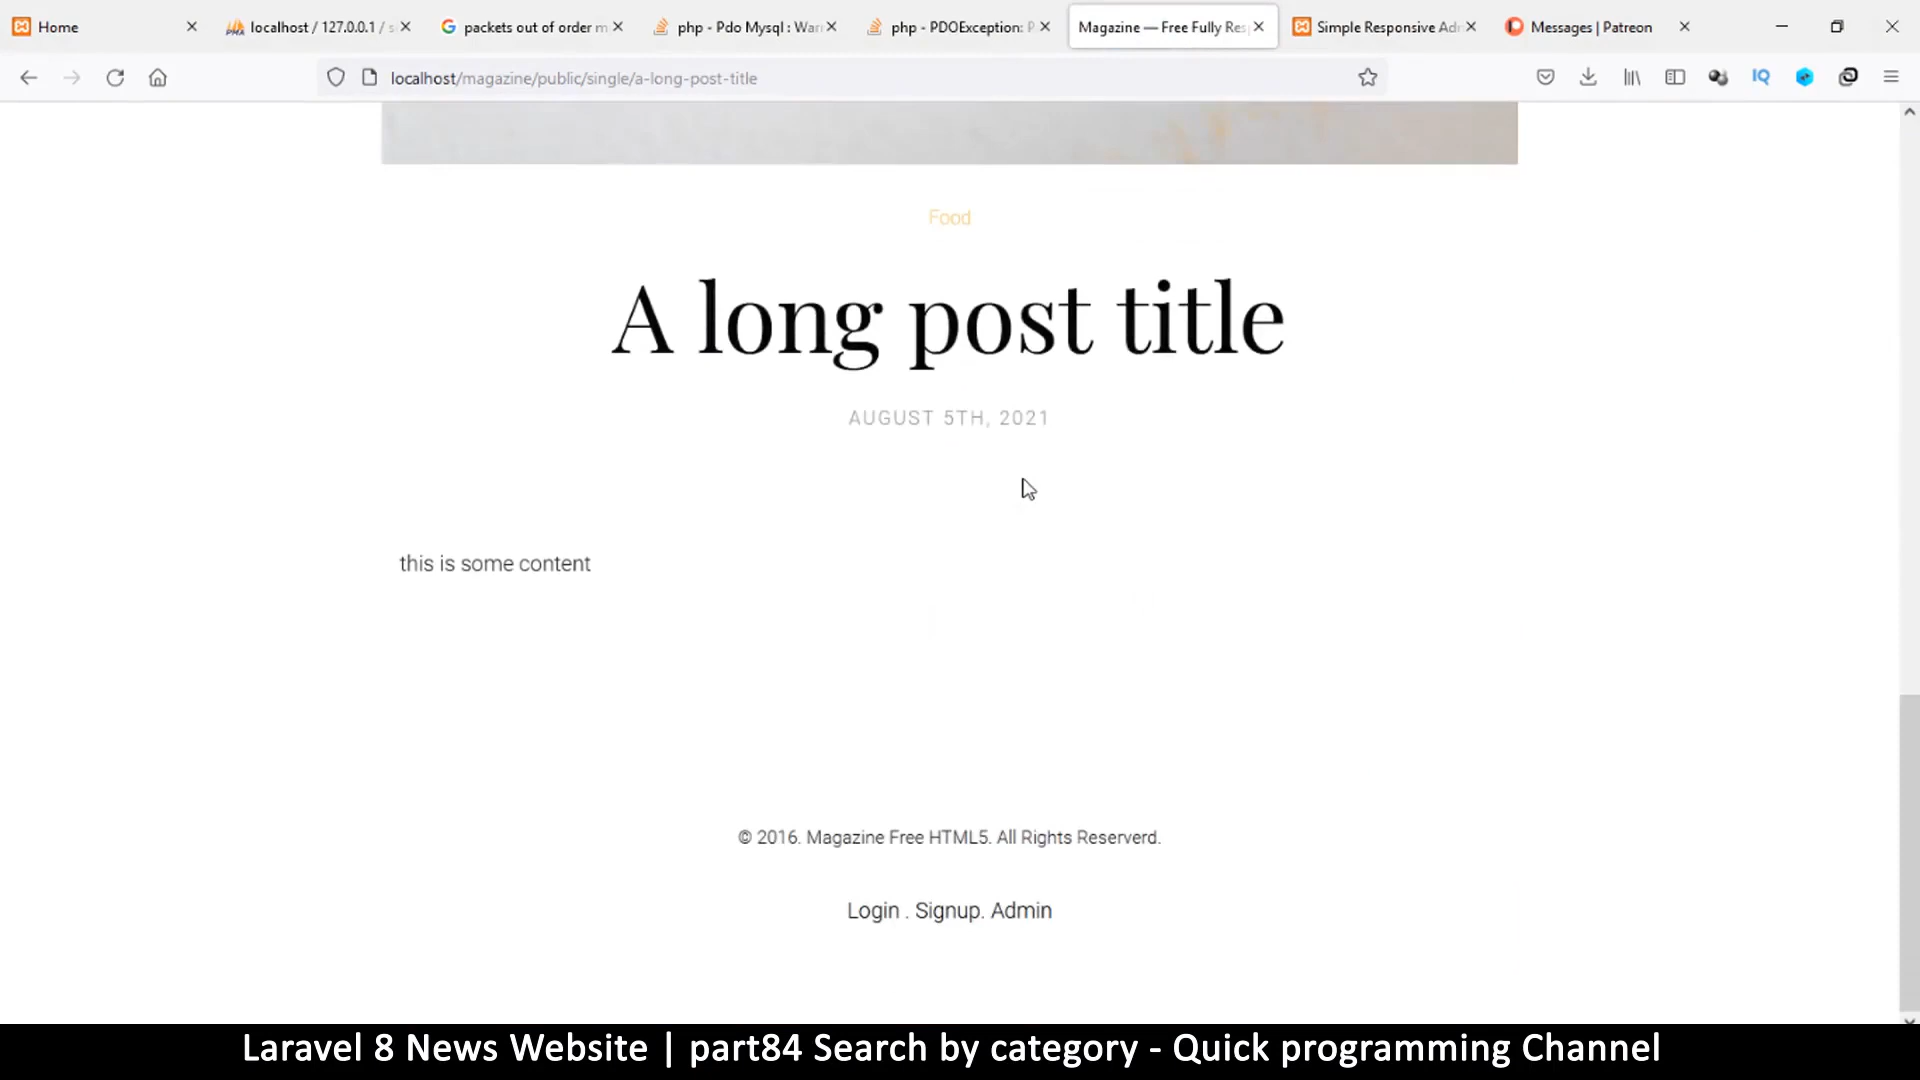 Home
localhost / 127.0.0.1 / s
packets out of order m
php - Pdo Mysql : War
php - PDOException: P
Magazine — Free Fully Res
Simple Responsive Adm
Messages | Patreon
localhost/magazine/public/single/a-long-post-title
IQ
Food
A long post title
AUGUST 5TH, 2021
this is some content
© 2016. Magazine Free HTML5. All Rights Reserverd.
Login . Signup. Admin
Laravel 8 News Website | part84 Search by category - Quick programming Channel